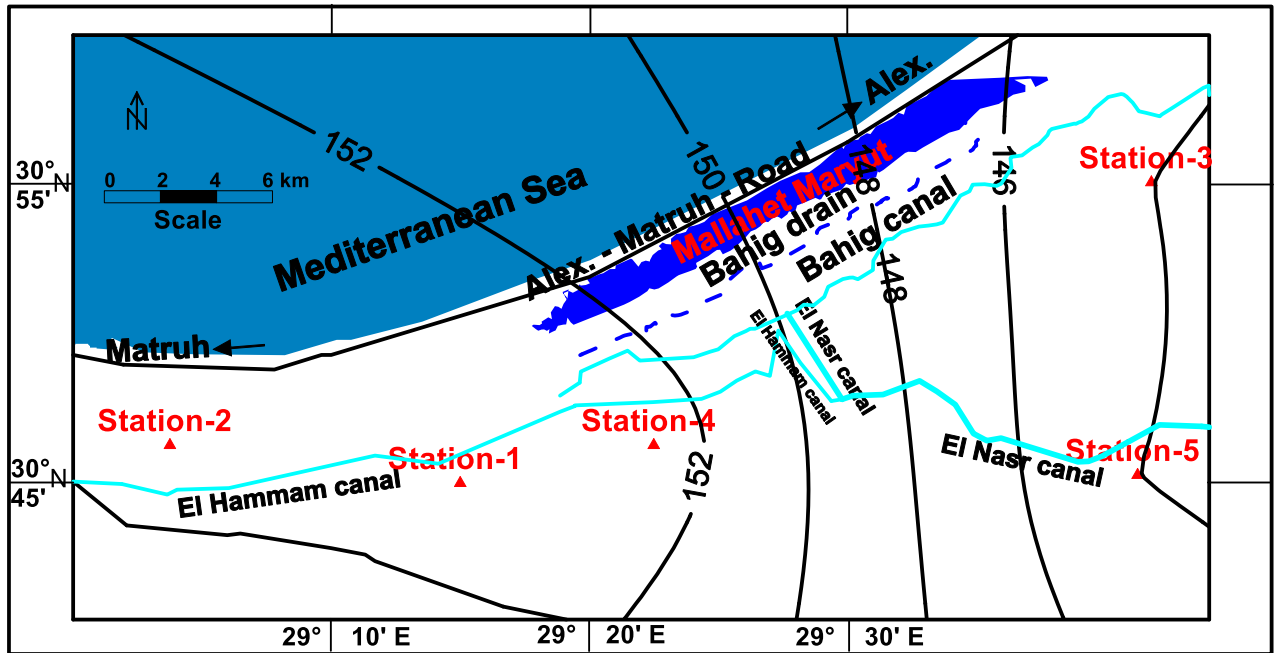 Alex.
152
150
148
146
Station-3
30° N
55'
N
0 2 4 6 km
Scale
Mediterranean Sea
Alex. - Matruh - Road
Mallahet Maryut
Bahig drain
Bahig canal
148
Matruh
El Nasr canal
El Hammam canal
Station-2
Station-4
Station-1
Station-5
152
El Nasr canal
30° N
45'
El Hammam canal
29° 10' E
29° 20' E
29° 30' E